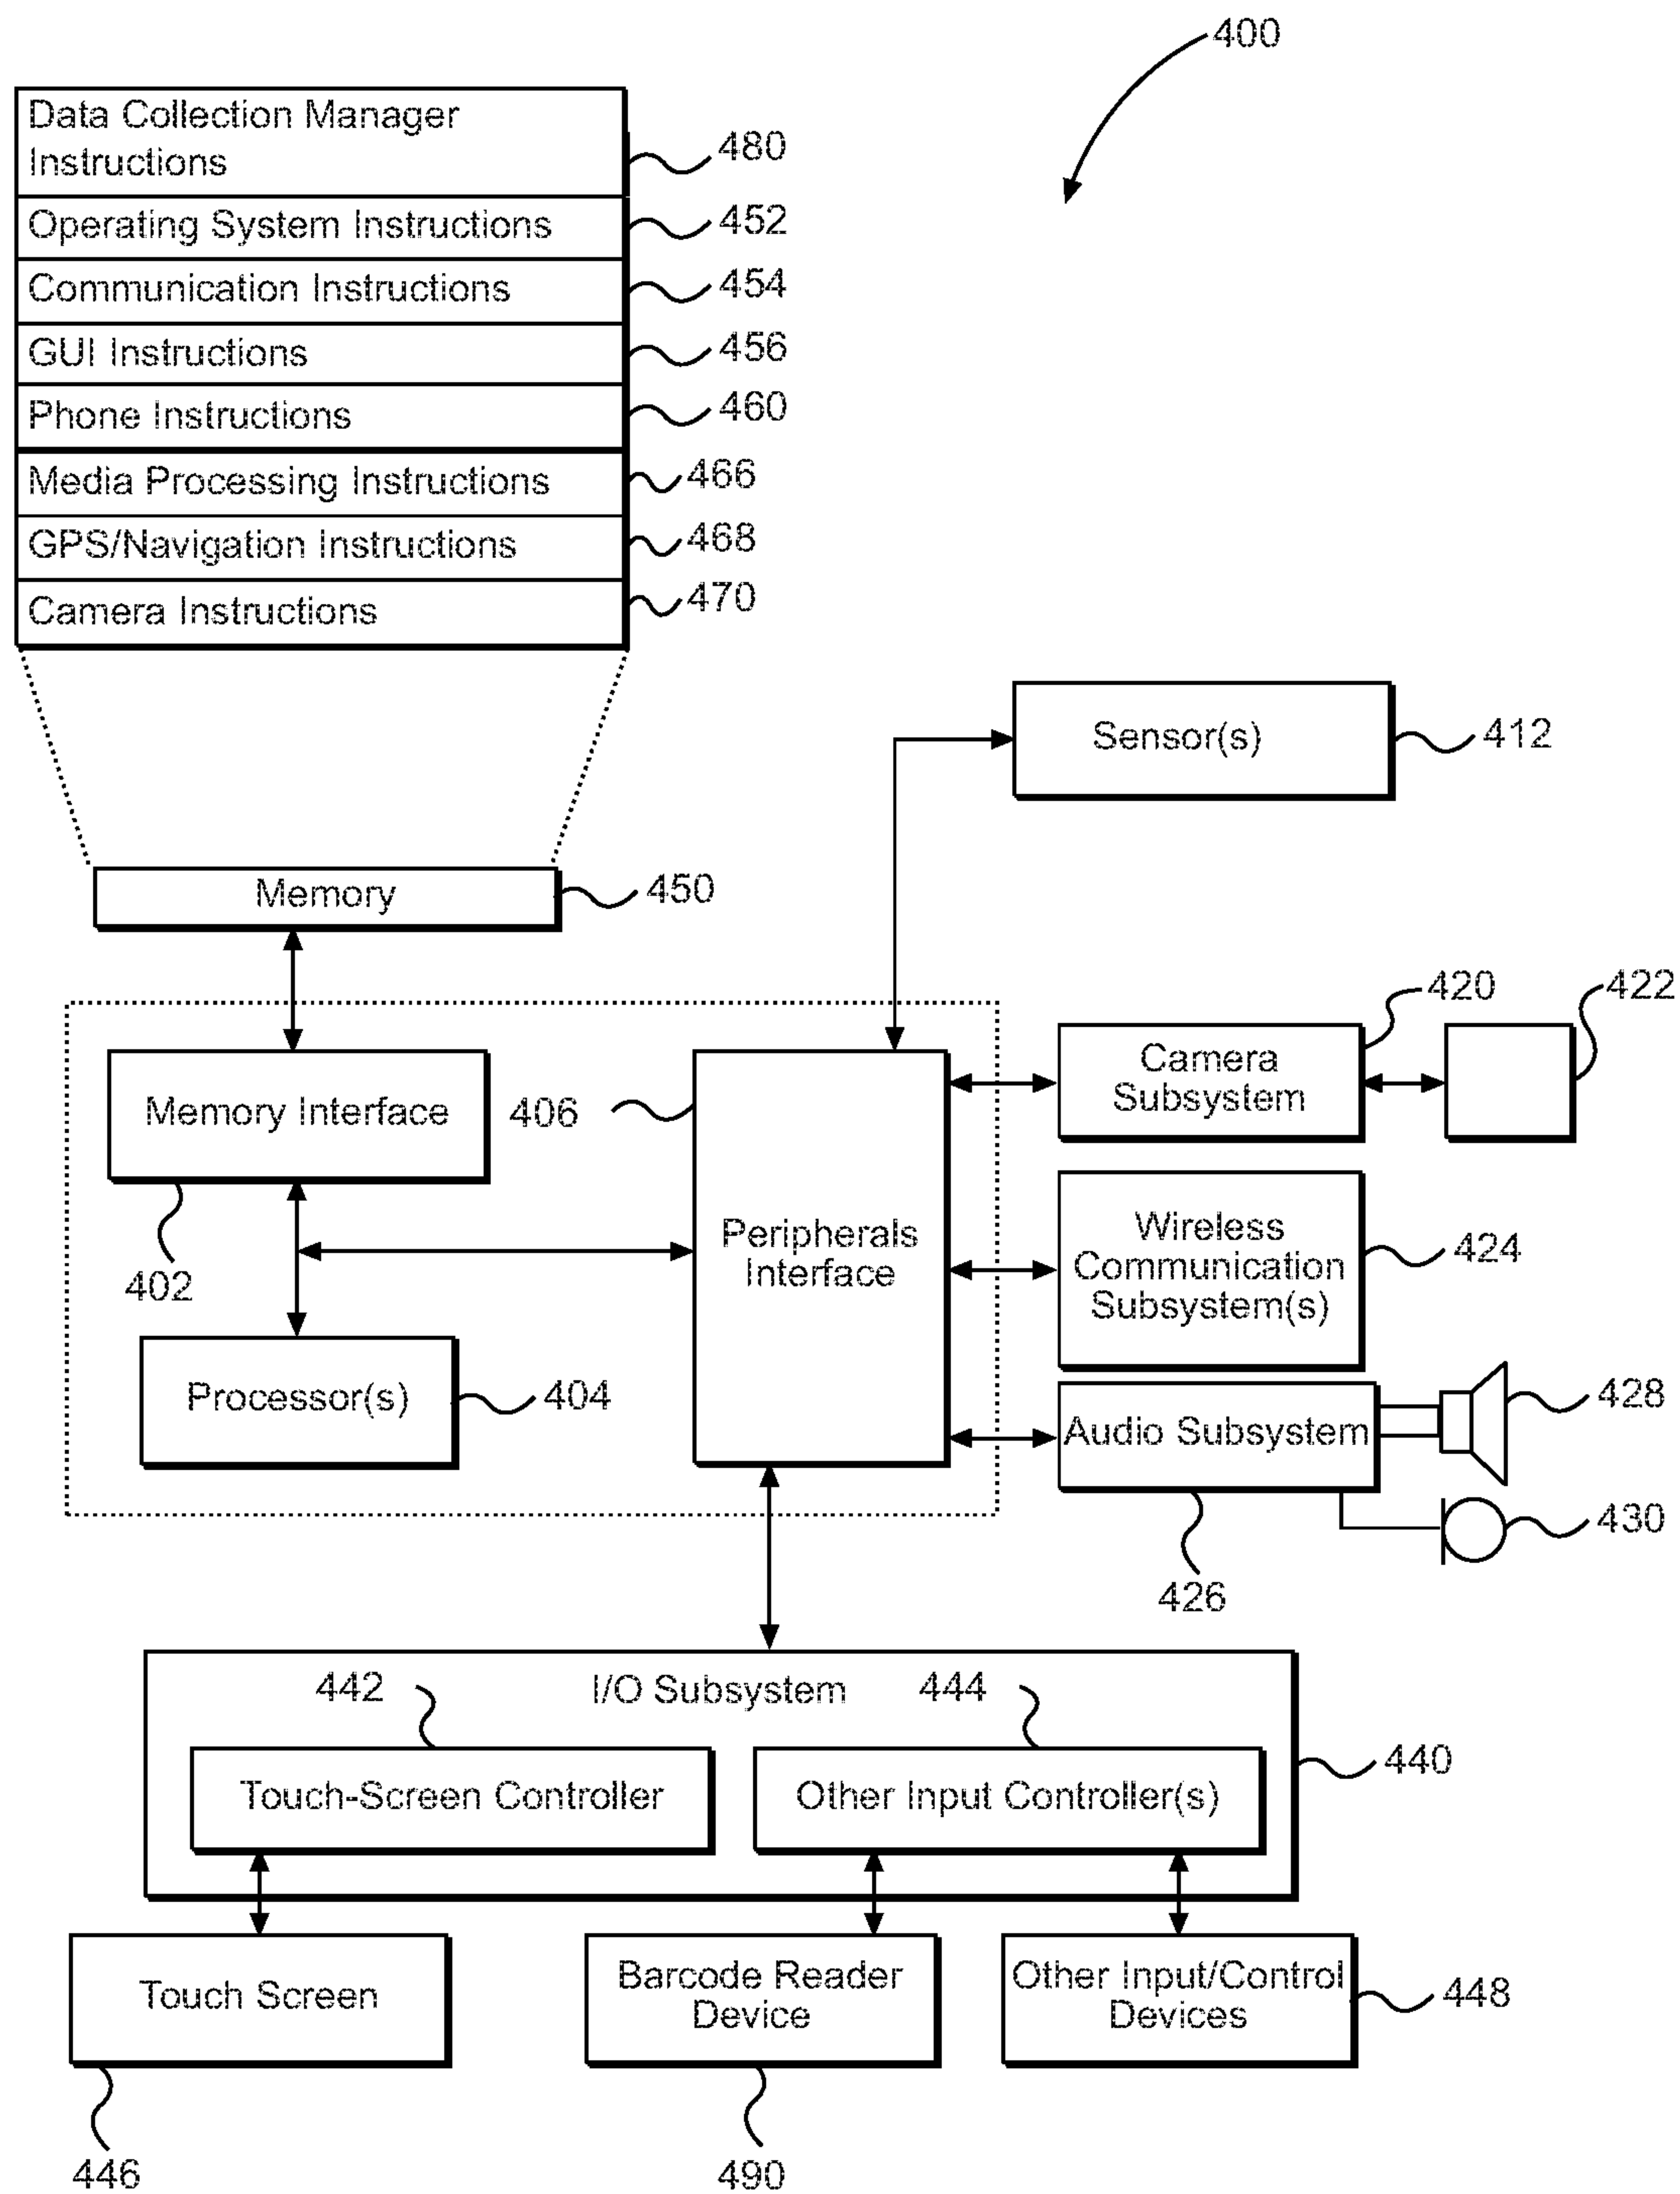 400
Data Collection Manager
Instructions
480
Operating System Instructions
452
Communication Instructions
454
GUI Instructions
456
Phone Instructions
460
Media Processing Instructions
466
GPS/Navigation Instructions
468
Camera Instructions
470
Sensor(s)
412
Memory
450
420
422
Camera
Subsystem
Memory Interface
406
402
Peripherals
Interface
Wireless
Communication
Subsystem(s)
424
Processor(s)
404
Audio Subsystem
428
430
426
442
I/O Subsystem
444
440
Touch-Screen Controller
Other Input Controller(s)
Touch Screen
Barcode Reader
Device
Other Input/Control
Devices
448
446
490